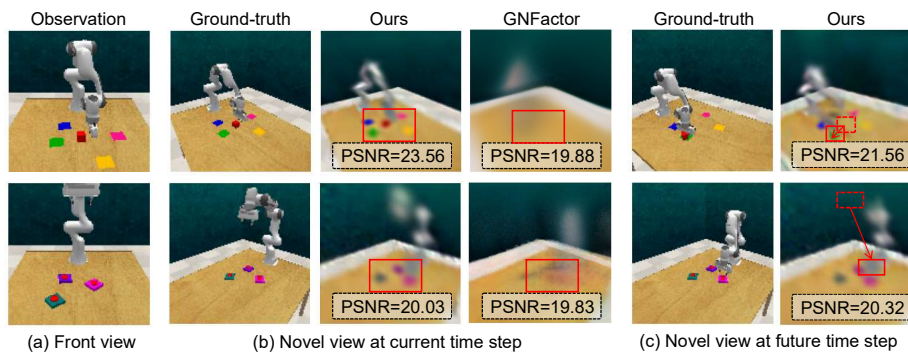 Observation
Ground-truth
Ours
GNFactor
Ground-truth
Ours
PSNR=23.56
PSNR=19.88
PSNR=21.56
PSNR=20.03
PSNR=19.83
PSNR=20.32
(a) Front view
(b) Novel view at current time step
(c) Novel view at future time step